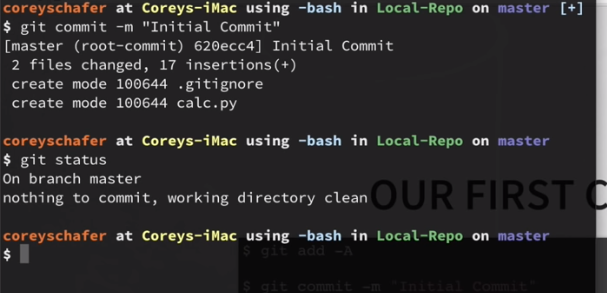 coreyschafer at Coreys-iMac using -bash in Local-Repo on master [+]
$ git commit -m "Initial Commit"
[master (root-commit) 620ecc4] Initial Commit
 2 files changed, 17 insertions(+)
 create mode 100644 .gitignore
 create mode 100644 calc.py
coreyschafer at Coreys-iMac using -bash in Local-Repo on master
$ git status
On branch master
nothing to commit, working directory clean
OUR FIRST C
coreyschafer at Coreys-iMac using -bash in Local-Repo on master
$
$ git add -A
$ git commit -m "Initial Commit"